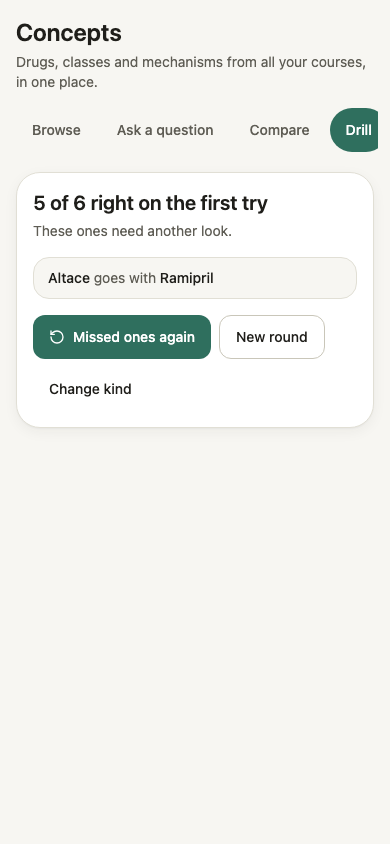 Concepts
Drugs, classes and mechanisms from all your courses,
in one place.
Browse Ask a question Compare Drill
5 of 6 right on the first try
These ones need another look.
Altace goes with Ramipril
Missed ones again New round
Change kind